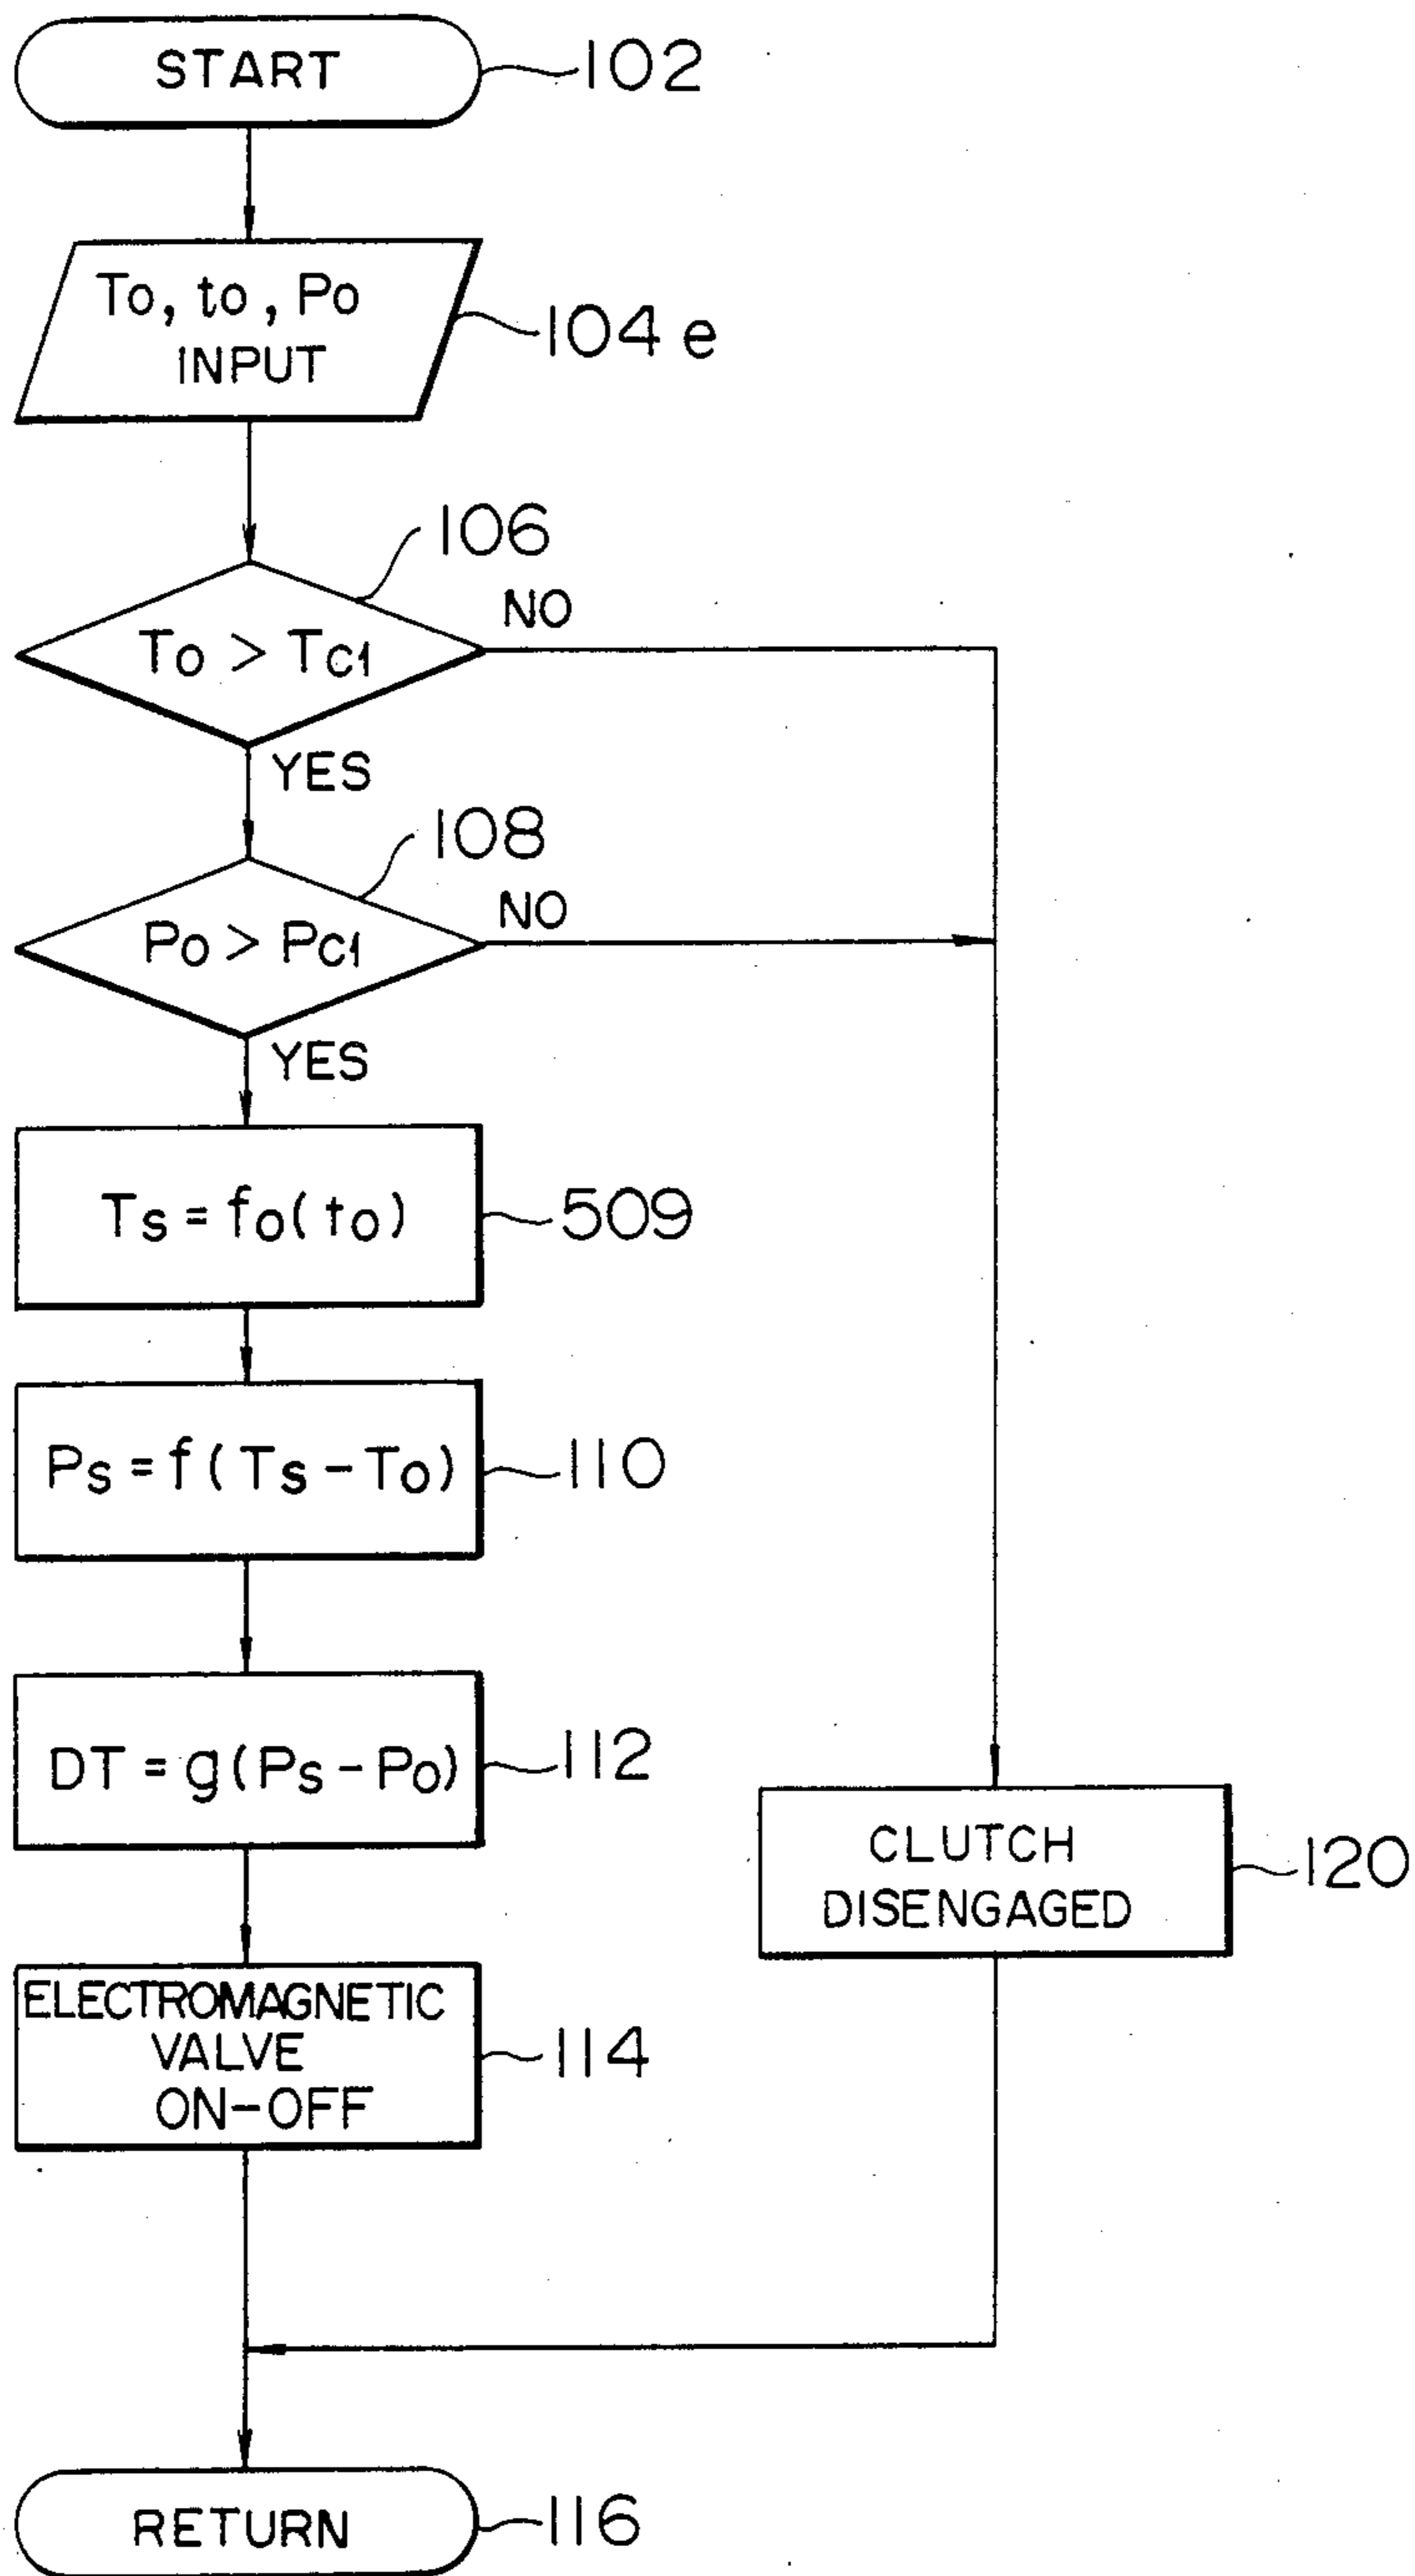 START
102
To, to, Po
INPUT
104 e
106
To > Tc1
NO
YES
108
Po > Pc1
NO
YES
Ts = fo(to)
509
Ps = f(Ts - To)
110
DT = g(Ps - Po)
112
CLUTCH
DISENGAGED
120
ELECTROMAGNETIC
VALVE
ON-OFF
114
RETURN
116